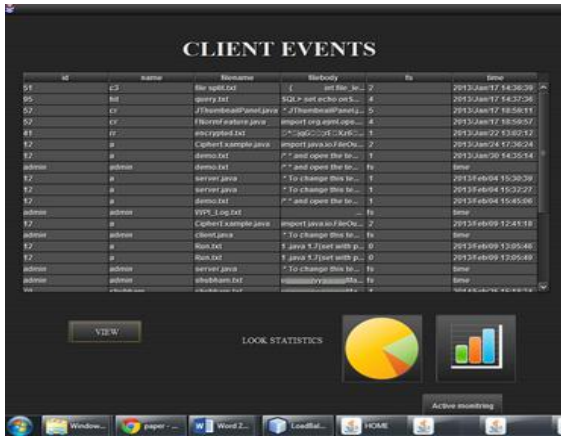 CLIENT EVENTS
id name filename filebody fs time
51 c3 file split.txt { int file_le... 2 2013/Jan/17 14:36:39
95 hit query.txt SQL> set echo on S... 4 2013/Jan/17 14:37:36
52 cr JThumbnailPanel.java * JThumbnailPanel.j... 5 2013/Jan/17 18:58:11
52 cr FNormFeature.java import org.ejml.ope... 4 2013/Jan/17 18:59:57
41 rr encrypted.txt 1 2013/Jan/22 13:02:12
12 a CipherExample.java import java.io.FileOs... 2 2013/Jan/24 17:36:24
12 a demo.txt /* * and open the te... 1 2013/Jan/30 14:35:14
admin admin demo.txt /* * and open the te... fs time
12 a server.java * To change this te... 1 2013/Feb/04 15:30:39
12 a server.java * To change this te... 1 2013/Feb/04 15:32:27
12 a demo.txt /* * and open the te... 1 2013/Feb/04 15:45:06
admin admin VYPI_Log.txt ... fs time
12 a CipherExample.java import java.io.FileOs... 2 2013/Feb/09 12:41:18
admin admin client.java * To change this te... fs time
12 a Run.txt 1 .java 1.7(set with p... 0 2013/Feb/09 13:05:46
12 a Run.txt 1 .java 1.7(set with p... 0 2013/Feb/09 13:05:49
admin admin server.java * To change this te... fs time
admin admin shubham.txt fs time
VIEW
LOOK STATISTICS
Active monitring
Window... paper - ... Word 2... LoadBal... HOME